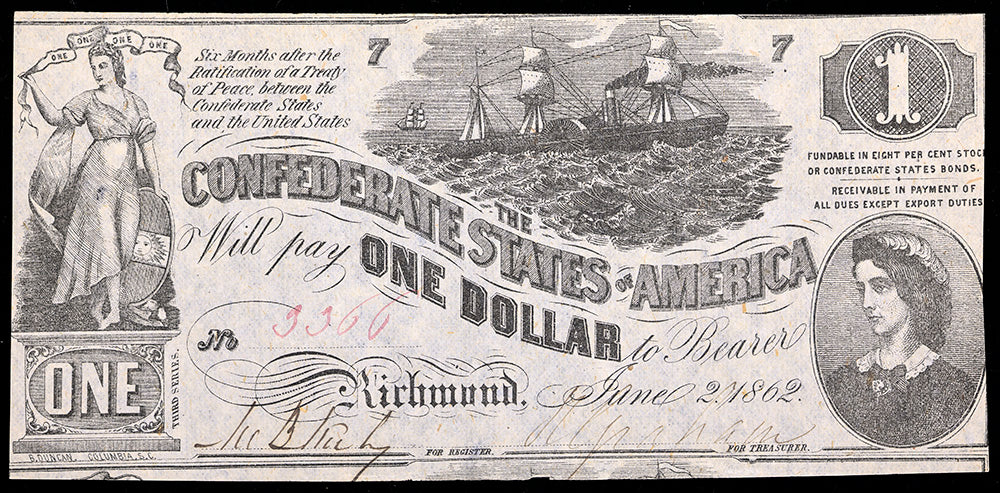 ONE ONE ONE ONE
Six Months after the
Ratification of a Treaty
of Peace, between the
Confederate States
and the United States
7
7
1
FUNDABLE IN EIGHT PER CENT STOCK
OR CONFEDERATE STATES BONDS.
RECEIVABLE IN PAYMENT OF
ALL DUES EXCEPT EXPORT DUTIES
THE
CONFEDERATE STATES OF AMERICA
Will pay ONE DOLLAR to Bearer
No 3366
Richmond, June 2, 1862.
ONE
THIRD SERIES.
FOR REGISTER.
FOR TREASURER.
B. DUNCAN. COLUMBIA, S.C.